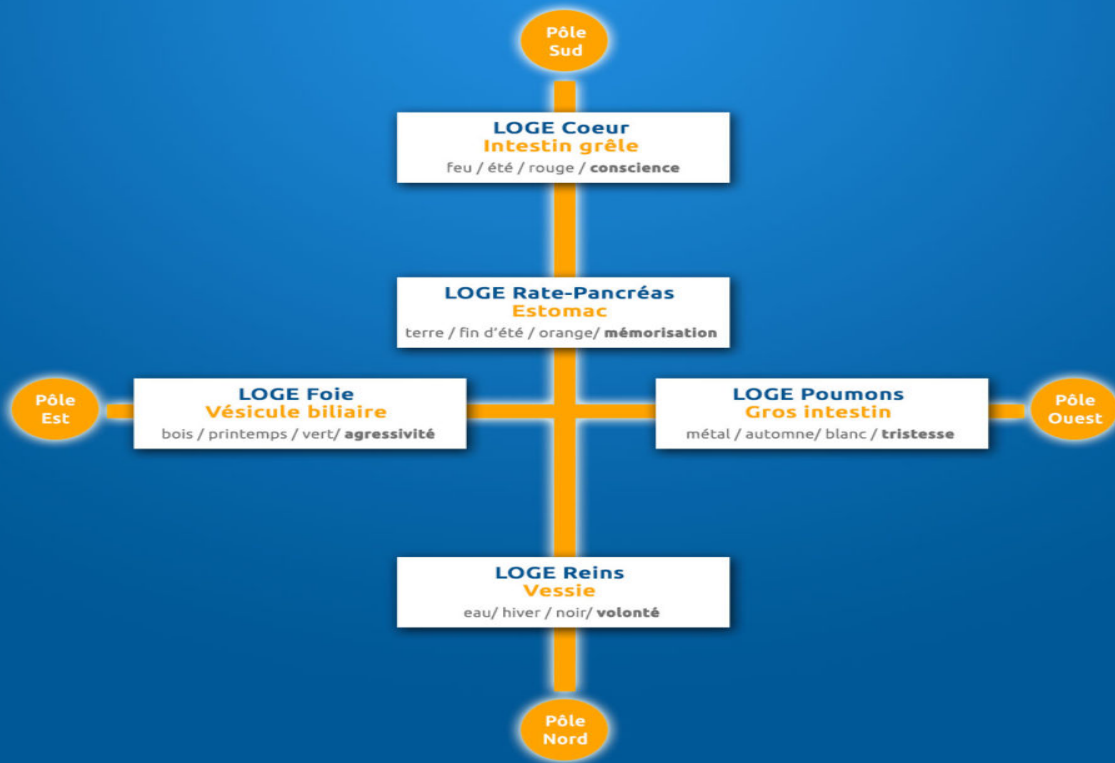 Pôle
Sud
LOGE Coeur
Intestin grêle
feu / été / rouge / conscience
LOGE Rate-Pancréas
Estomac
terre / fin d'été / orange/ mémorisation
Pôle
Est
LOGE Foie
Vésicule biliaire
bois / printemps / vert/ agressivité
LOGE Poumons
Gros intestin
métal / automne/ blanc / tristesse
Pôle
Ouest
LOGE Reins
Vessie
eau/ hiver / noir/ volonté
Pôle
Nord